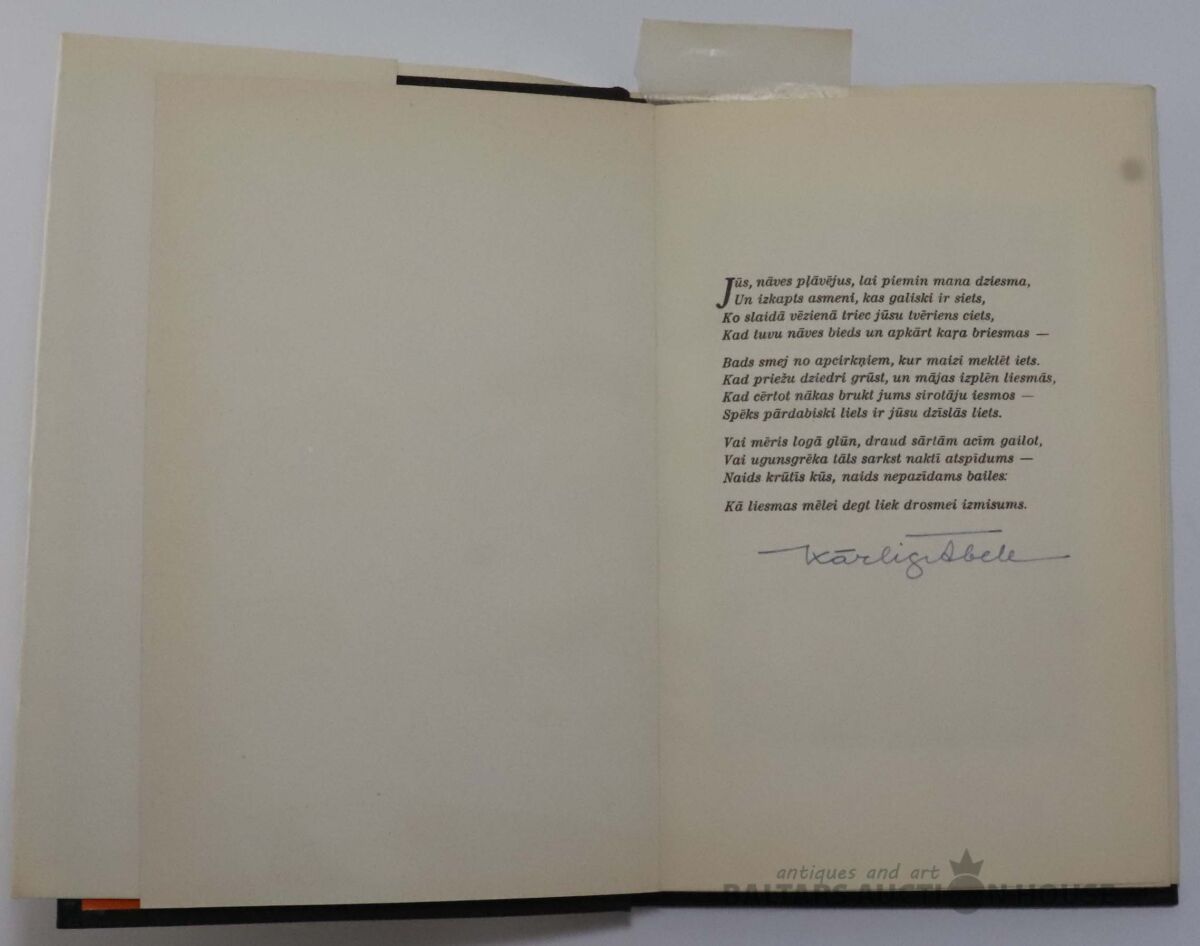 Jūs, nāves pļāvējus, lai piemin mana dziesma,
Un izkapts asmeni, kas galiski ir siets,
Ko slaidā vēzienā triec jūsu tvēriens ciets,
Kad tuvu nāves bieds un apkārt kaŗa briesmas —
Bads smej no apcirkņiem, kur maizi meklēt iets.
Kad priežu dziedri grūst, un mājas izplēn liesmās,
Kad cērtot nākas brukt jums sirotāju iesmos —
Spēks pārdabiski liels ir jūsu dzīslās liets.
Vai mēris logā glūn, draud sārtām acīm gailot,
Vai ugunsgrēka tāls sarkst naktī atspīdums —
Naids krūtīs kūs, naids nepazīdams bailes:
Kā liesmas mēlei degt liek drosmei izmisums.
Kārlis Ābele
antiques and art
BALTARS AUCTION HOUSE